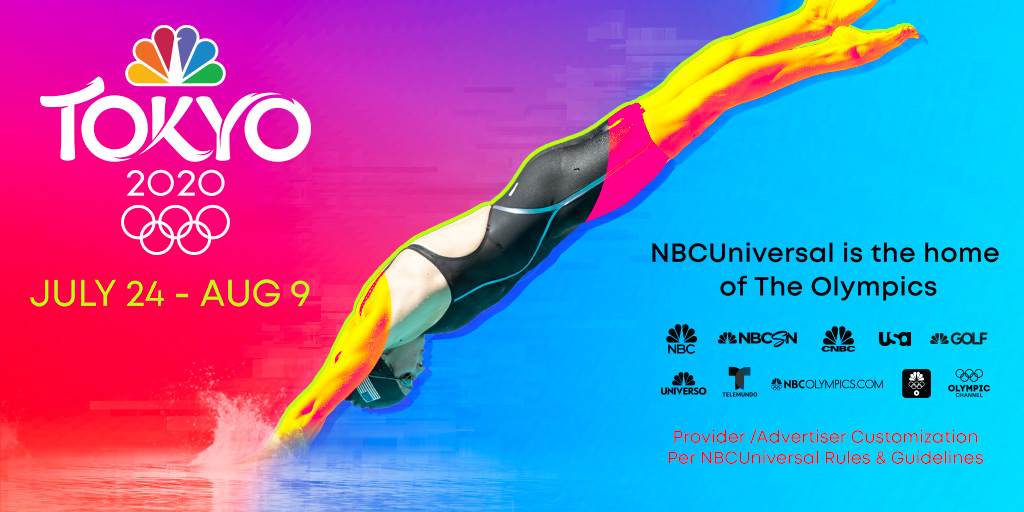 TOKYO
2020
JULY 24 - AUG 9
NBCUniversal is the home
of The Olympics
NBC NBCSN CNBC USA GOLF
UNIVERSO TELEMUNDO NBCOLYMPICS.COM OLYMPIC
CHANNEL
Provider /Advertiser Customization
Per NBCUniversal Rules & Guidelines